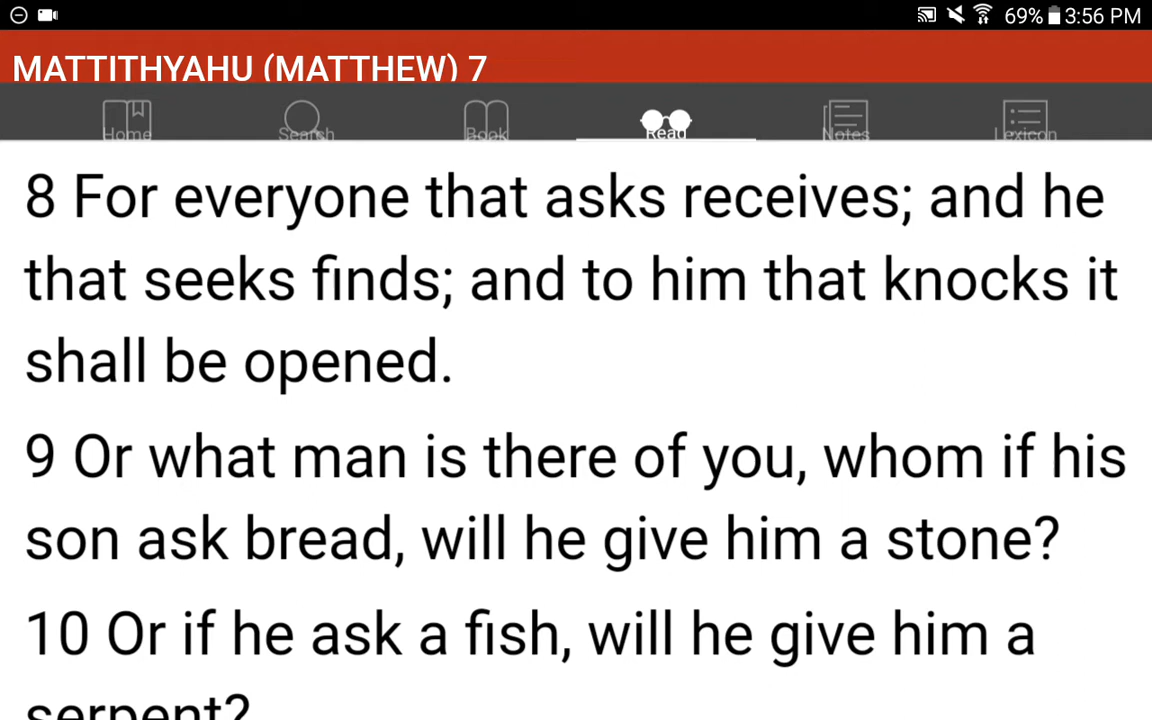 69% 3:56 PM
MATTITHYAHU (MATTHEW) 7
Home Search Book Read Notes Lexicon
8 For everyone that asks receives; and he
that seeks finds; and to him that knocks it
shall be opened.
9 Or what man is there of you, whom if his
son ask bread, will he give him a stone?
10 Or if he ask a fish, will he give him a
serpent?